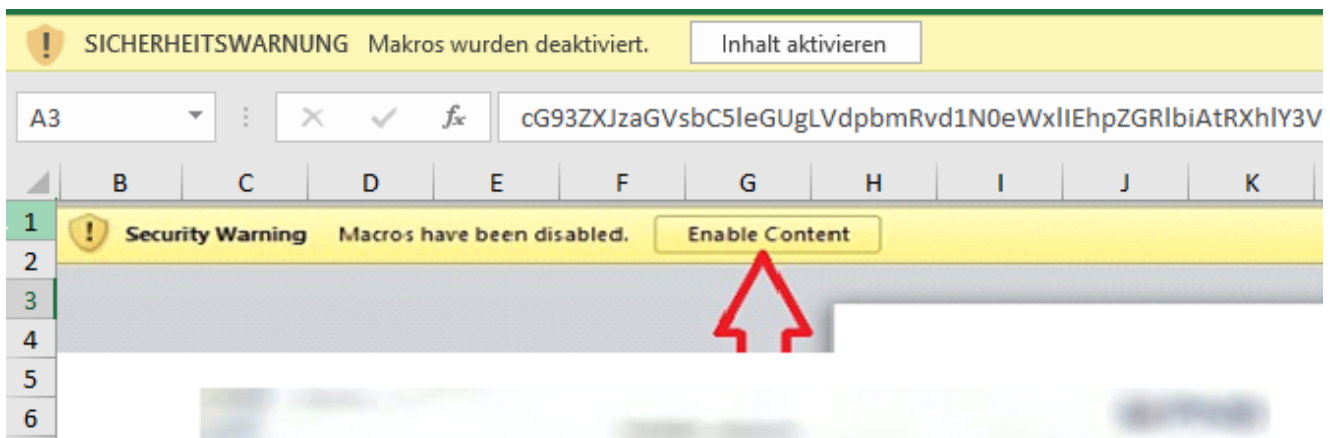 SICHERHEITSWARNUNG Makros wurden deaktiviert. Inhalt aktivieren
A3 fx cG93ZXJzaGVsbC5leGUgLVdpbmRvd1N0eWxlIEhpZGRlbiAtRXhlY3V
B C D E F G H I J K
1 Security Warning Macros have been disabled. Enable Content
2
3
4
5
6